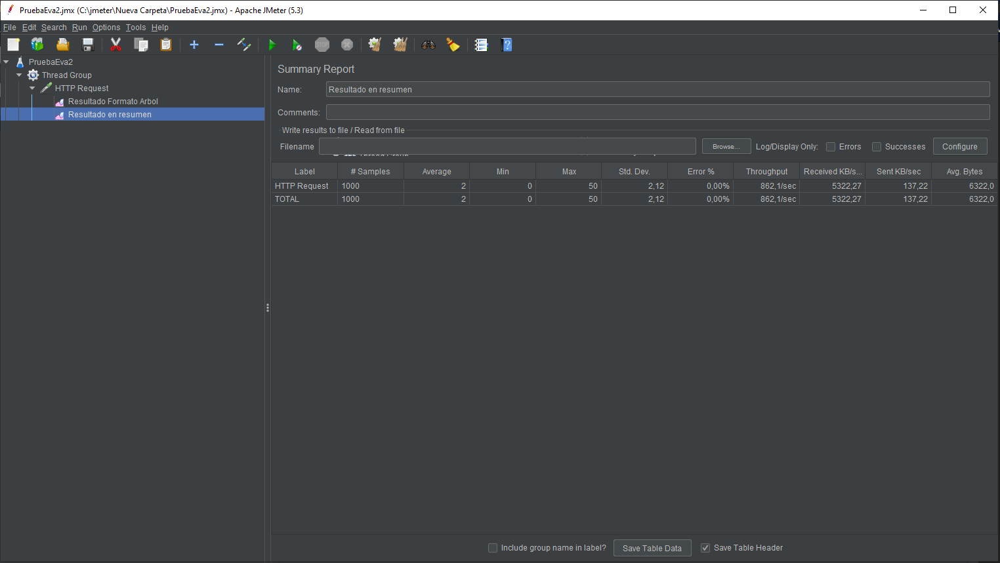 PruebaEva2.jmx (C:\jmeter\Nueva Carpeta\PruebaEva2.jmx) - Apache JMeter (5.3)
File Edit Search Run Options Tools Help
STOP
PruebaEva2
Thread Group
HTTP Request
Resultado Formato Arbol
Resultado en resumen
Summary Report
Name: Resultado en resumen
Comments:
Write results to file / Read from file
Filename Browse... Log/Display Only: Errors Successes Configure
Label # Samples Average Min Max Std. Dev. Error % Throughput Received KB/s... Sent KB/sec Avg. Bytes
HTTP Request 1000 2 0 50 2,12 0,00% 862,1/sec 5322,27 137,22 6322,0
TOTAL 1000 2 0 50 2,12 0,00% 862,1/sec 5322,27 137,22 6322,0
Include group name in label? Save Table Data Save Table Header